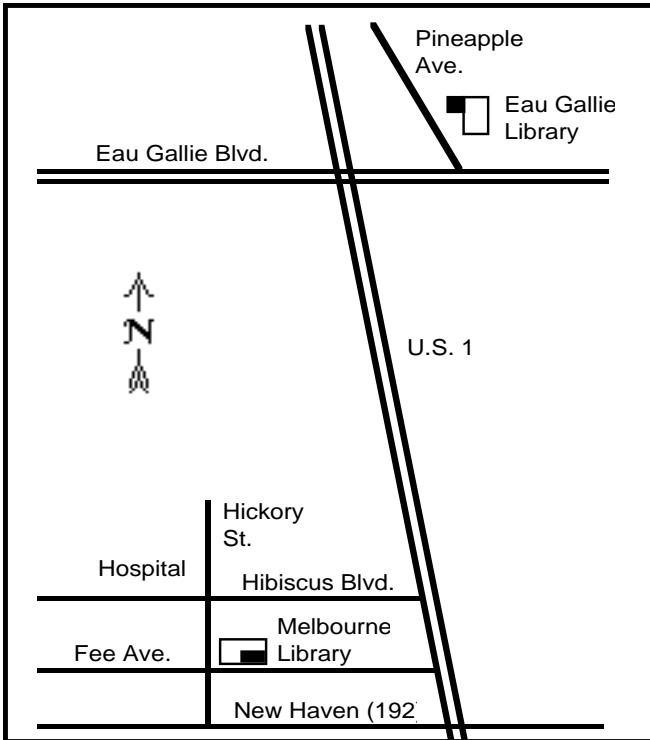 Pineapple
Ave.
Eau Gallie
Library
Eau Gallie Blvd.
N
U.S. 1
Hickory
St.
Hospital
Hibiscus Blvd.
Melbourne
Library
Fee Ave.
New Haven (192